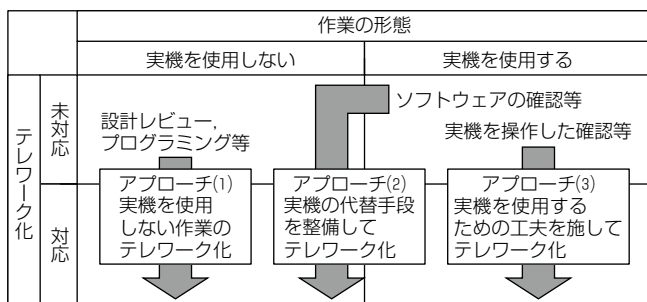 作業の形態
実機を使用しない
実機を使用する
テレワーク化
未対応
対応
設計レビュー,
プログラミング等
ソフトウェアの確認等
実機を操作した確認等
アプローチ(1)
実機を使用
しない作業の
テレワーク化
アプローチ(2)
実機の代替手段
を整備して
テレワーク化
アプローチ(3)
実機を使用する
ための工夫を施して
テレワーク化